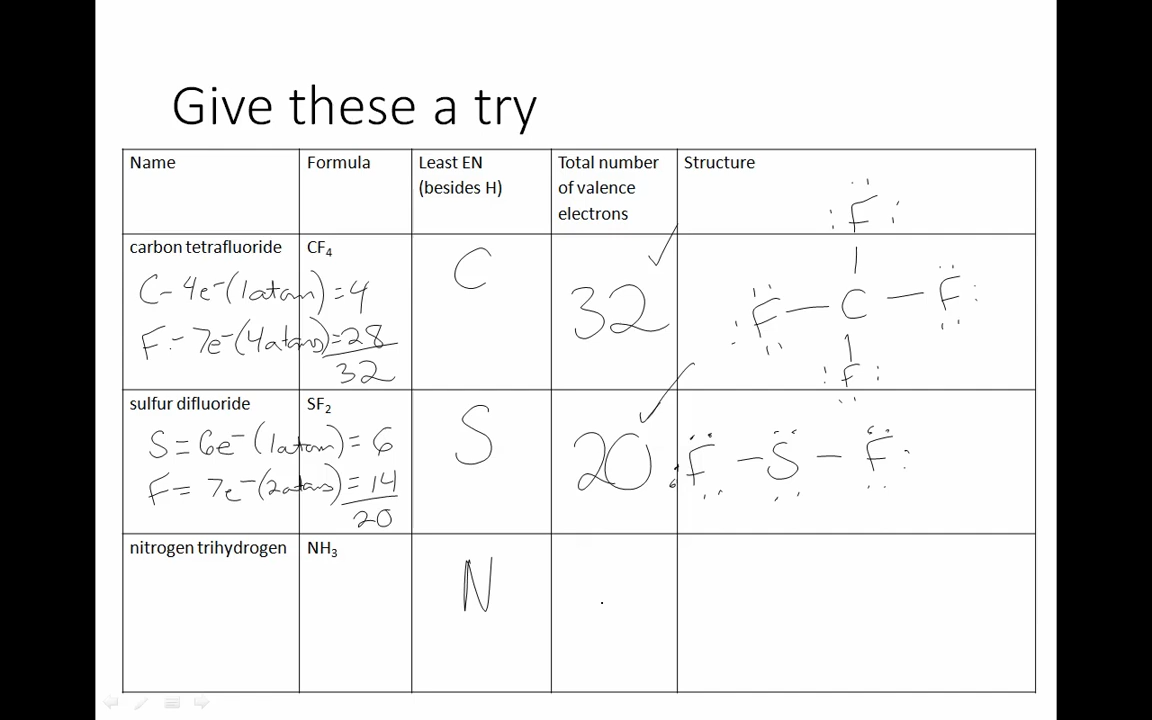 Give these a try
Name Formula Least EN (besides H) Total number of valence electrons Structure
carbon tetrafluoride CF₄ C 32
C - 4e⁻ (1 atom) = 4
F - 7e⁻ (4 atoms) = 28
32
F
F — C — F
F
sulfur difluoride SF₂ S 20
S = 6e⁻ (1 atom) = 6
F = 7e⁻ (2 atoms) = 14
20
F — S — F
nitrogen trihydrogen NH₃ N